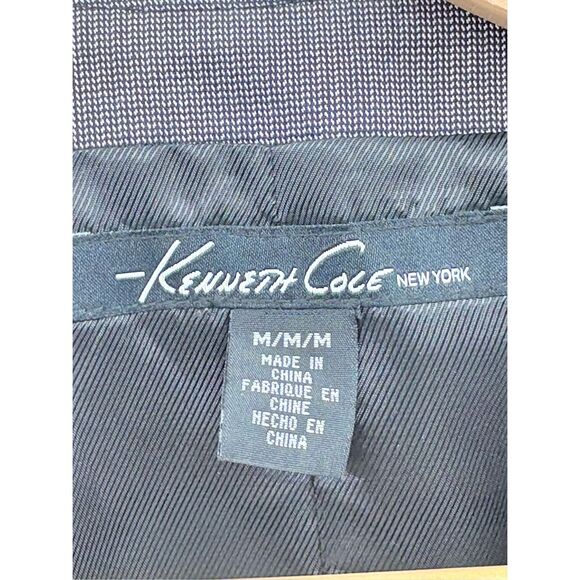 -KENNETH COLE NEW YORK
M/M/M
MADE IN
CHINA
FABRIQUE EN
CHINE
HECHO EN
CHINA